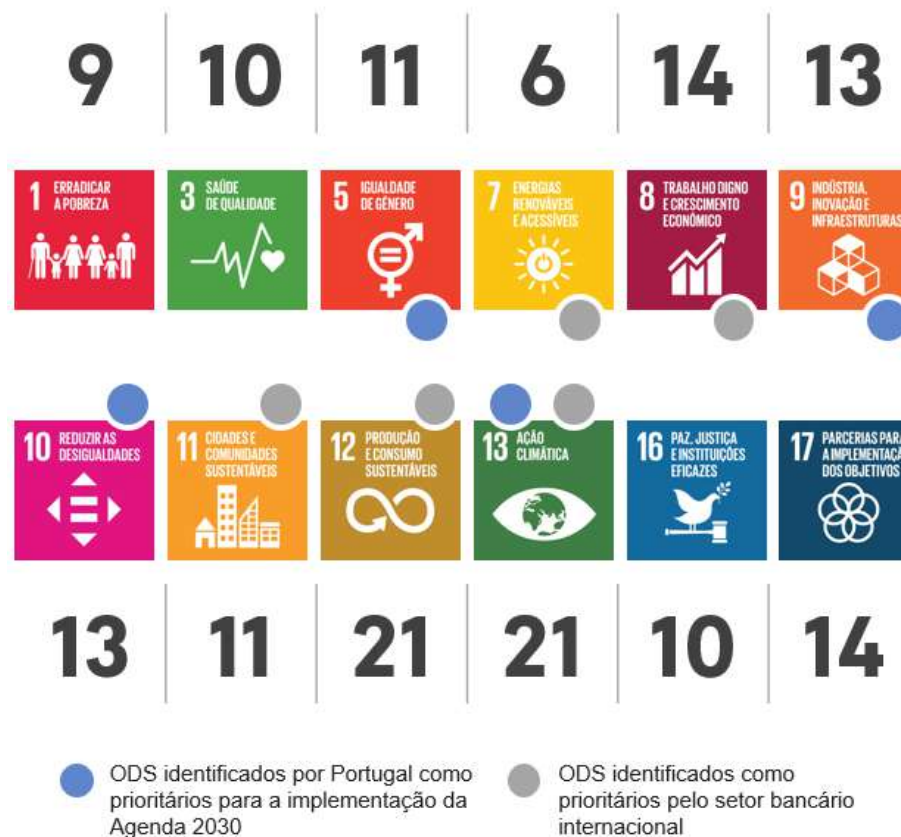 9 10 11 6 14 13
1 ERRADICAR
A POBREZA
3 SAÚDE
DE QUALIDADE
5 IGUALDADE
DE GÉNERO
7 ENERGIAS
RENOVÁVEIS
E ACESSÍVEIS
8 TRABALHO DIGNO
E CRESCIMENTO
ECONÓMICO
9 INDÚSTRIA,
INOVAÇÃO E
INFRAESTRUTURAS
10 REDUZIR AS
DESIGUALDADES
11 CIDADES E
COMUNIDADES
SUSTENTÁVEIS
12 PRODUÇÃO
E CONSUMO
SUSTENTÁVEIS
13 AÇÃO
CLIMÁTICA
16 PAZ, JUSTIÇA
E INSTITUIÇÕES
EFICAZES
17 PARCERIAS PARA
A IMPLEMENTAÇÃ
DOS OBJETIVOS
13 11 21 21 10 14
ODS identificados por Portugal como
prioritários para a implementação da
Agenda 2030
ODS identificados como
prioritários pelo setor bancário
internacional